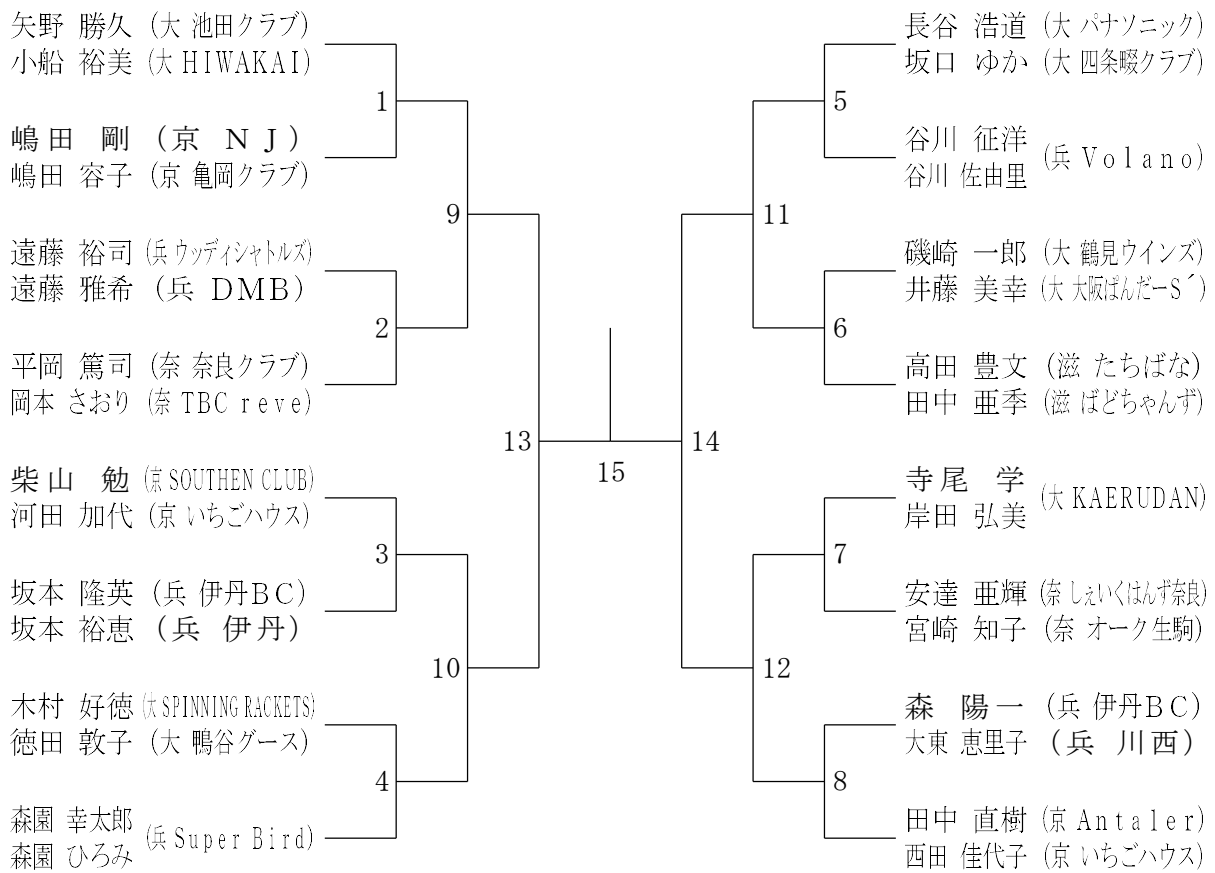 矢野 勝久 (大 池田クラブ)
小船 裕美 (大 HIWAKAI)
1
嶋田 剛 (京 NJ)
嶋田 容子 (京 亀岡クラブ)
9
遠藤 裕司 (兵 ウッディシャトルズ)
遠藤 雅希 (兵 DMB)
2
平岡 篤司 (奈 奈良クラブ)
岡本 さおり (奈 TBC reve)
13
柴山 勉 (京 SOUTHEN CLUB)
河田 加代 (京 いちごハウス)
3
坂本 隆英 (兵 伊丹BC)
坂本 裕恵 (兵 伊丹)
10
木村 好徳 (大 SPINNING RACKETS)
徳田 敦子 (大 鴨谷グース)
4
森園 幸太郎
森園 ひろみ
(兵 Super Bird)
15
長谷 浩道 (大 パナソニック)
坂口 ゆか (大 四条畷クラブ)
5
谷川 征洋
谷川 佐由里
(兵 Volano)
11
磯崎 一郎 (大 鶴見ウインズ)
井藤 美幸 (大 大阪ぱんだーS´)
6
高田 豊文 (滋 たちばな)
田中 亜季 (滋 ばどちゃんず)
14
寺尾 学
岸田 弘美
(大 KAERUDAN)
7
安達 亜輝 (奈 しぇいくはんず奈良)
宮崎 知子 (奈 オーク生駒)
12
森 陽一 (兵 伊丹BC)
大東 恵里子 (兵 川西)
8
田中 直樹 (京 Antaler)
西田 佳代子 (京 いちごハウス)